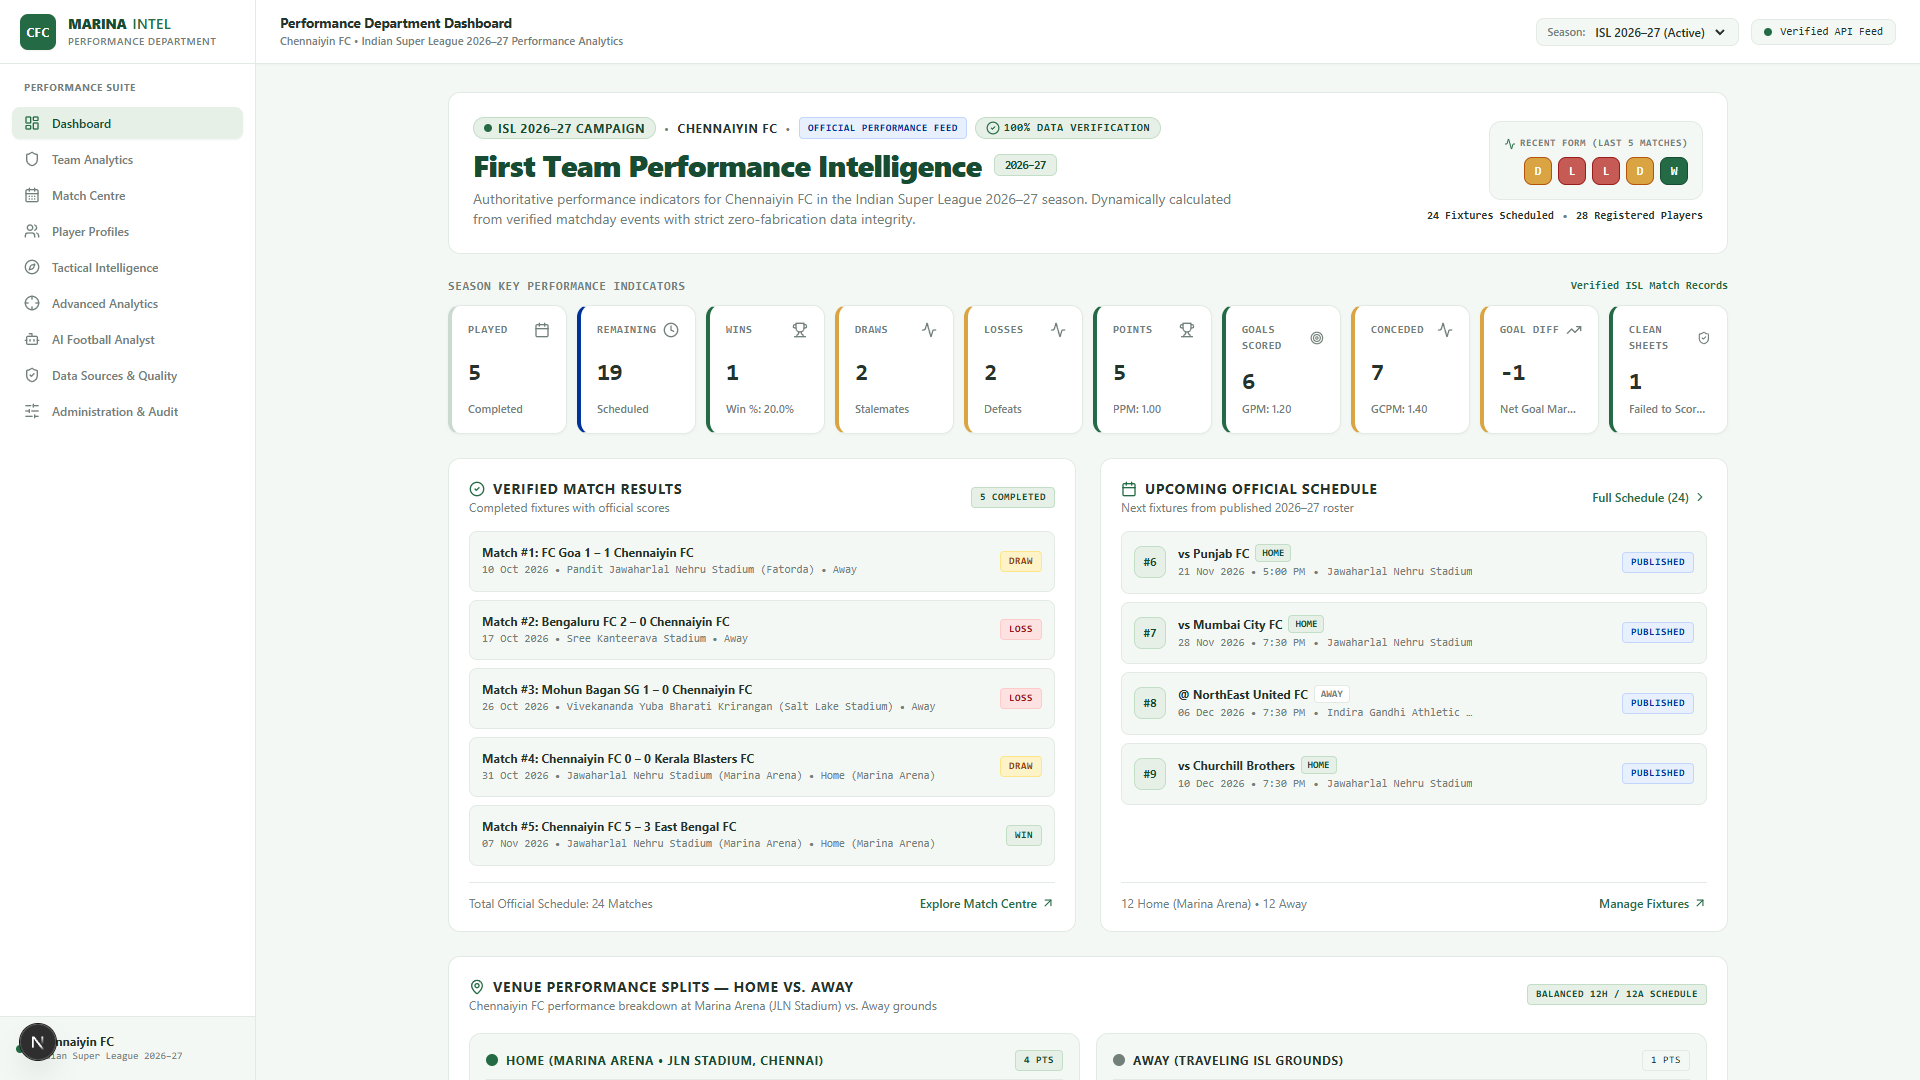 CFC
MARINA INTEL
PERFORMANCE DEPARTMENT
PERFORMANCE SUITE
Dashboard
Team Analytics
Match Centre
Player Profiles
Tactical Intelligence
Advanced Analytics
AI Football Analyst
Data Sources & Quality
Administration & Audit
N
nnaiyin FC
ian Super League 2026–27
Performance Department Dashboard
Chennaiyin FC • Indian Super League 2026–27 Performance Analytics
Season: ISL 2026–27 (Active)
Verified API Feed
ISL 2026–27 CAMPAIGN • CHENNAIYIN FC • OFFICIAL PERFORMANCE FEED 100% DATA VERIFICATION
First Team Performance Intelligence 2026–27
Authoritative performance indicators for Chennaiyin FC in the Indian Super League 2026–27 season. Dynamically calculated
from verified matchday events with strict zero-fabrication data integrity.
RECENT FORM (LAST 5 MATCHES)
D L L D W
24 Fixtures Scheduled • 28 Registered Players
SEASON KEY PERFORMANCE INDICATORS
Verified ISL Match Records
PLAYED
5
Completed
REMAINING
19
Scheduled
WINS
1
Win %: 20.0%
DRAWS
2
Stalemates
LOSSES
2
Defeats
POINTS
5
PPM: 1.00
GOALS
SCORED
6
GPM: 1.20
CONCEDED
7
GCPM: 1.40
GOAL DIFF
-1
Net Goal Mar...
CLEAN
SHEETS
1
Failed to Scor...
VERIFIED MATCH RESULTS
Completed fixtures with official scores
5 COMPLETED
Match #1: FC Goa 1 – 1 Chennaiyin FC
10 Oct 2026 • Pandit Jawaharlal Nehru Stadium (Fatorda) • Away
DRAW
Match #2: Bengaluru FC 2 – 0 Chennaiyin FC
17 Oct 2026 • Sree Kanteerava Stadium • Away
LOSS
Match #3: Mohun Bagan SG 1 – 0 Chennaiyin FC
26 Oct 2026 • Vivekananda Yuba Bharati Krirangan (Salt Lake Stadium) • Away
LOSS
Match #4: Chennaiyin FC 0 – 0 Kerala Blasters FC
31 Oct 2026 • Jawaharlal Nehru Stadium (Marina Arena) • Home (Marina Arena)
DRAW
Match #5: Chennaiyin FC 5 – 3 East Bengal FC
07 Nov 2026 • Jawaharlal Nehru Stadium (Marina Arena) • Home (Marina Arena)
WIN
Total Official Schedule: 24 Matches
Explore Match Centre
UPCOMING OFFICIAL SCHEDULE
Next fixtures from published 2026–27 roster
Full Schedule (24)
#6
vs Punjab FC HOME
21 Nov 2026 • 5:00 PM • Jawaharlal Nehru Stadium
PUBLISHED
#7
vs Mumbai City FC HOME
28 Nov 2026 • 7:30 PM • Jawaharlal Nehru Stadium
PUBLISHED
#8
@ NorthEast United FC AWAY
06 Dec 2026 • 7:30 PM • Indira Gandhi Athletic …
PUBLISHED
#9
vs Churchill Brothers HOME
10 Dec 2026 • 7:30 PM • Jawaharlal Nehru Stadium
PUBLISHED
12 Home (Marina Arena) • 12 Away
Manage Fixtures
VENUE PERFORMANCE SPLITS — HOME VS. AWAY
Chennaiyin FC performance breakdown at Marina Arena (JLN Stadium) vs. Away grounds
BALANCED 12H / 12A SCHEDULE
HOME (MARINA ARENA • JLN STADIUM, CHENNAI)
4 PTS
AWAY (TRAVELING ISL GROUNDS)
1 PTS